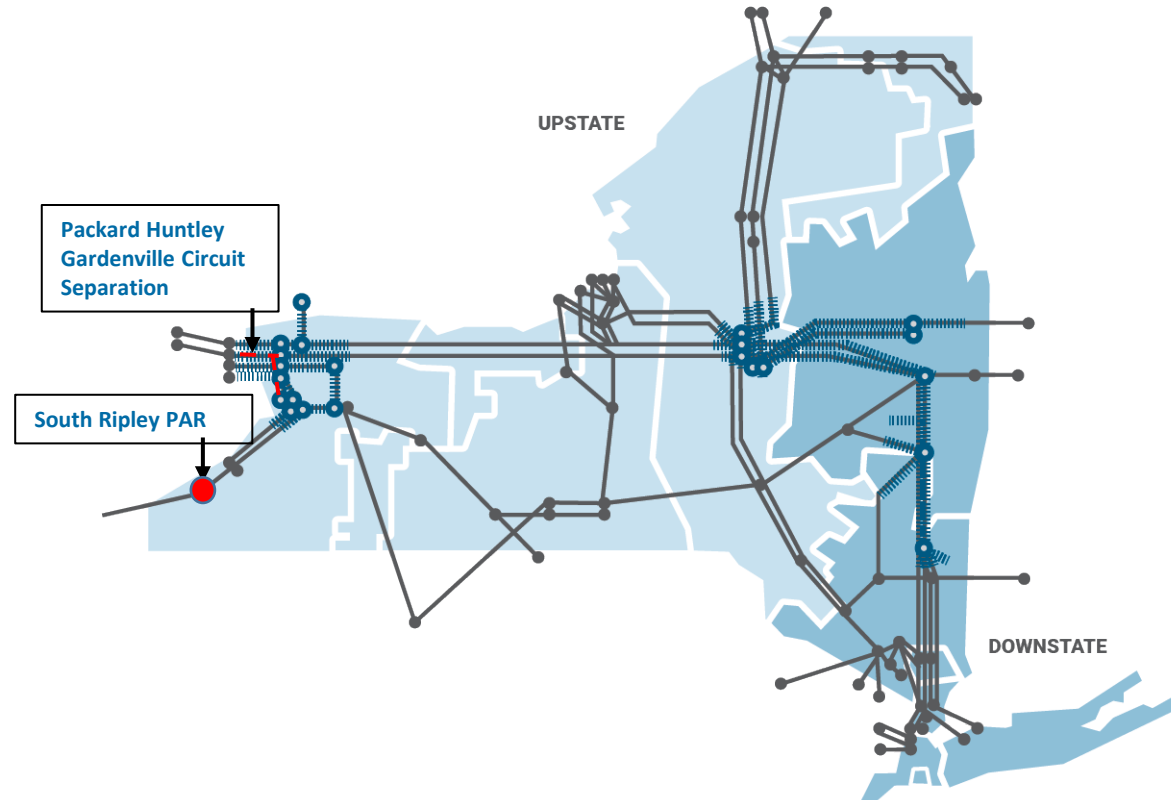 UPSTATE
Packard Huntley
Gardenville Circuit
Separation
South Ripley PAR
DOWNSTATE